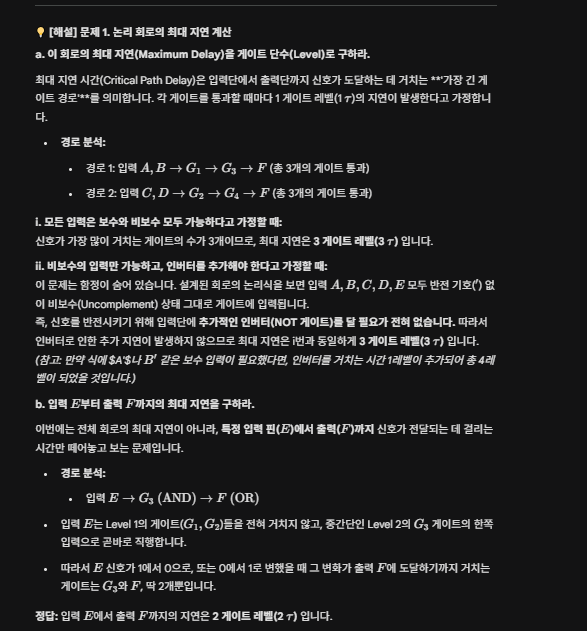 💡 [해설] 문제 1. 논리 회로의 최대 지연 계산
a. 이 회로의 최대 지연(Maximum Delay)을 게이트 단수(Level)로 구하라.
최대 지연 시간(Critical Path Delay)은 입력단에서 출력단까지 신호가 도달하는 데 거치는 **'가장 긴 게
이트 경로'**를 의미합니다. 각 게이트를 통과할 때마다 1 게이트 레벨(1 τ)의 지연이 발생한다고 가정합니
다.
• 경로 분석:
• 경로 1: 입력 A, B → G₁ → G₃ → F (총 3개의 게이트 통과)
• 경로 2: 입력 C, D → G₂ → G₄ → F (총 3개의 게이트 통과)
i. 모든 입력은 보수와 비보수 모두 가능하다고 가정할 때:
신호가 가장 많이 거치는 게이트의 수가 3개이므로, 최대 지연은 3 게이트 레벨(3 τ) 입니다.
ii. 비보수의 입력만 가능하고, 인버터를 추가해야 한다고 가정할 때:
이 문제는 함정이 숨어 있습니다. 설계된 회로의 논리식을 보면 입력 A, B, C, D, E 모두 반전 기호(′) 없
이 비보수(Uncomplement) 상태 그대로 게이트에 입력됩니다.
즉, 신호를 반전시키기 위해 입력단에 추가적인 인버터(NOT 게이트)를 달 필요가 전혀 없습니다. 따라서
인버터로 인한 추가 지연이 발생하지 않으므로 최대 지연은 i번과 동일하게 3 게이트 레벨(3 τ) 입니다.
(참고: 만약 식에 $A'$나 B′ 같은 보수 입력이 필요했다면, 인버터를 거치는 시간 1레벨이 추가되어 총 4레
벨이 되었을 것입니다.)
b. 입력 E부터 출력 F까지의 최대 지연을 구하라.
이번에는 전체 회로의 최대 지연이 아니라, 특정 입력 핀(E)에서 출력(F)까지 신호가 전달되는 데 걸리는
시간만 떼어놓고 보는 문제입니다.
• 경로 분석:
• 입력 E → G₃ (AND) → F (OR)
• 입력 E는 Level 1의 게이트(G₁, G₂)들을 전혀 거치지 않고, 중간단인 Level 2의 G₃ 게이트의 한쪽
입력으로 곧바로 직행합니다.
• 따라서 E 신호가 1에서 0으로, 또는 0에서 1로 변했을 때 그 변화가 출력 F에 도달하기까지 거치는
게이트는 G₃와 F, 딱 2개뿐입니다.
정답: 입력 E에서 출력 F까지의 지연은 2 게이트 레벨(2 τ) 입니다.